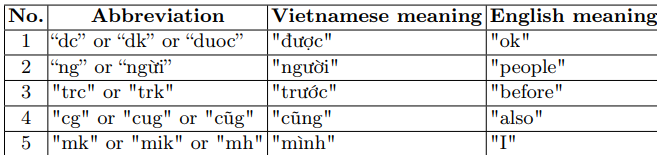 No. Abbreviation Vietnamese meaning English meaning
1 “dc” or “dk” or “duoc” "được" "ok"
2 “ng” or “ngừi” "người" "people"
3 "trc" or "trk" "trước" "before"
4 "cg" or "cug" or "cũg" "cũng" "also"
5 "mk" or "mik" or "mh" "mình" "I"